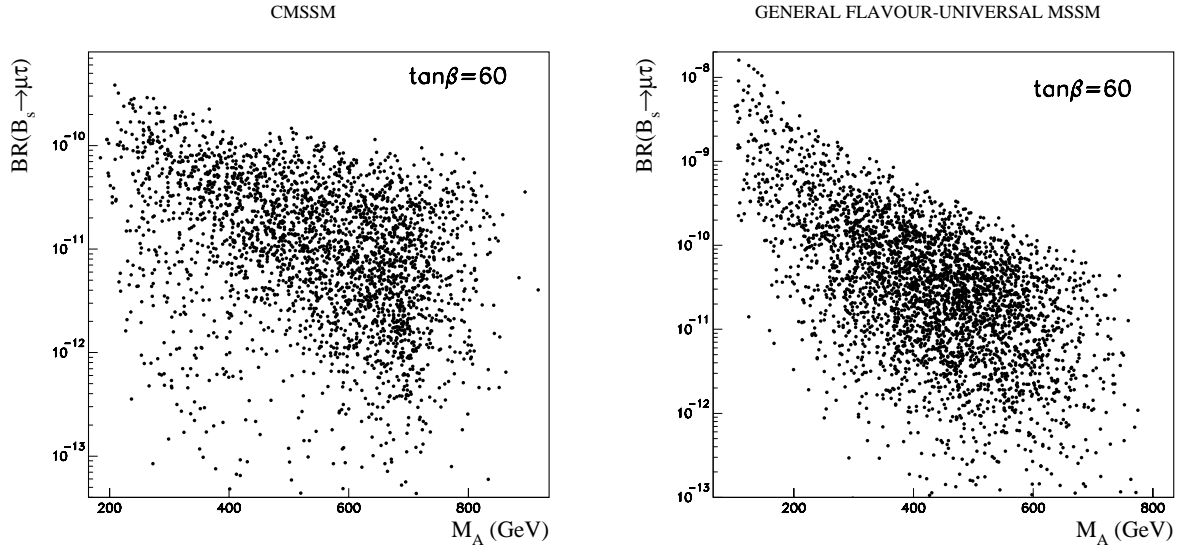 CMSSM
BR(B_s→μτ)
tanβ=60
10^-10
10^-11
10^-12
10^-13
200 400 600 800
M_A (GeV)
GENERAL FLAVOUR-UNIVERSAL MSSM
BR(B_s→μτ)
tanβ=60
10^-8
10^-9
10^-10
10^-11
10^-12
10^-13
200 400 600 800
M_A (GeV)